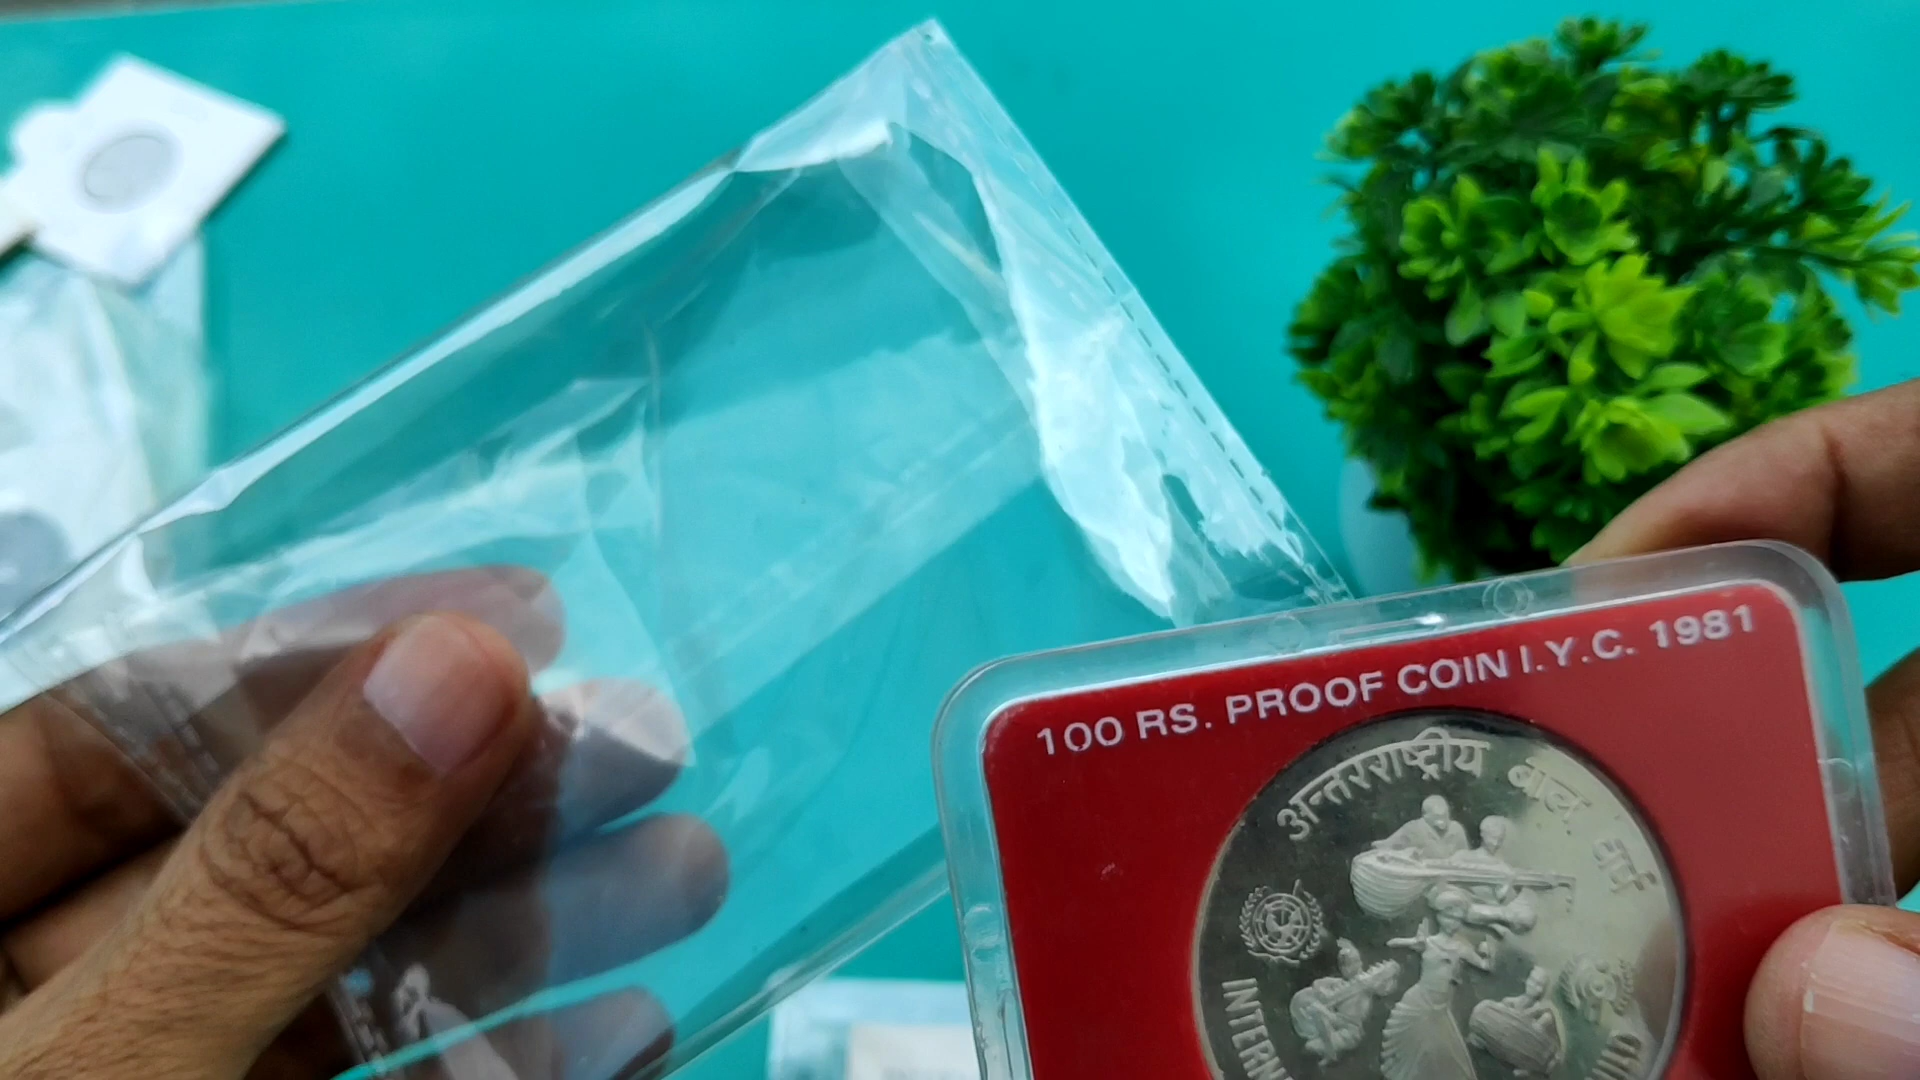 100 RS. PROOF COIN I.Y.C. 1981
अन्तरराष्ट्रीय बाल वर्ष